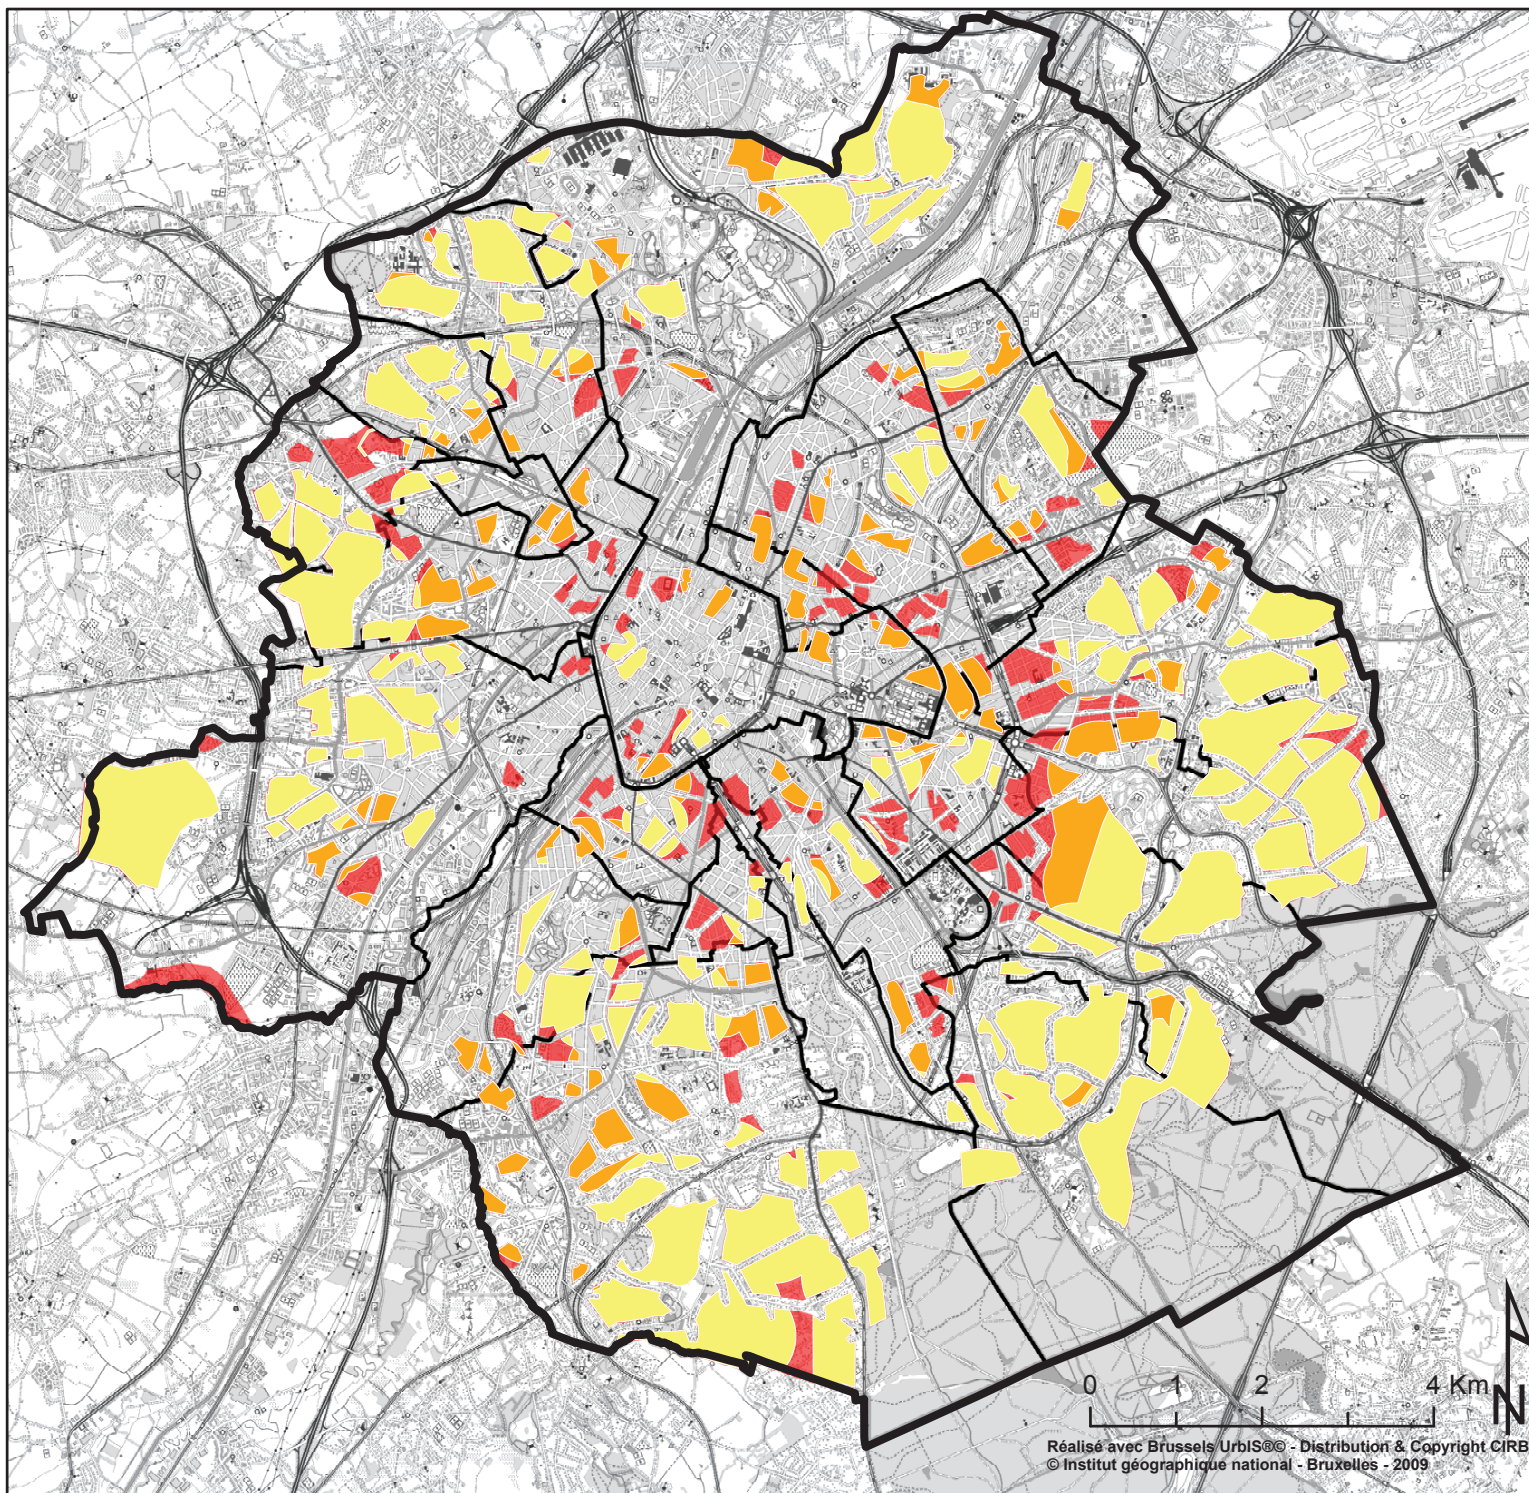 0 1 2 4 Km
N
Réalisé avec Brussels UrbIS®© - Distribution & Copyright CIRB
© Institut géographique national - Bruxelles - 2009